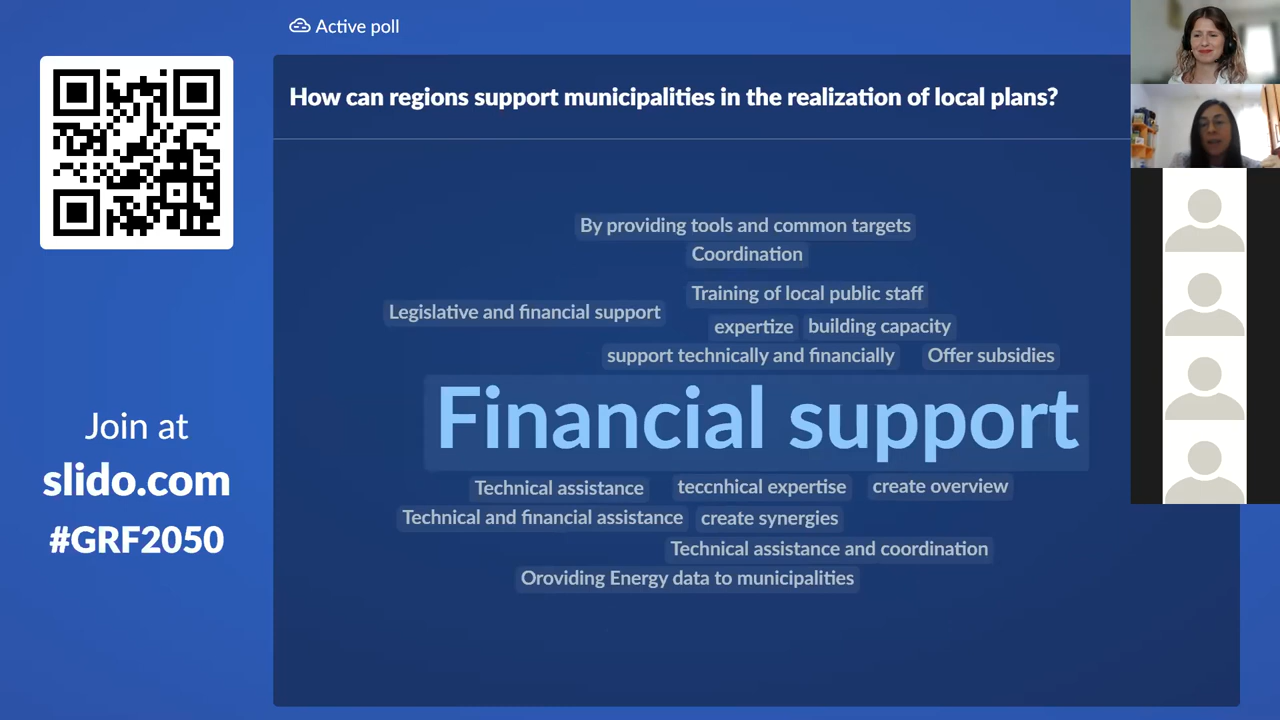 Active poll
How can regions support municipalities in the realization of local plans?
By providing tools and common targets
Coordination
Training of local public staff
Legislative and financial support
expertize
building capacity
support technically and financially
Offer subsidies
Financial support
Technical assistance
teccnhical expertise
create overview
Technical and financial assistance
create synergies
Technical assistance and coordination
Oroviding Energy data to municipalities
Join at
slido.com
#GRF2050